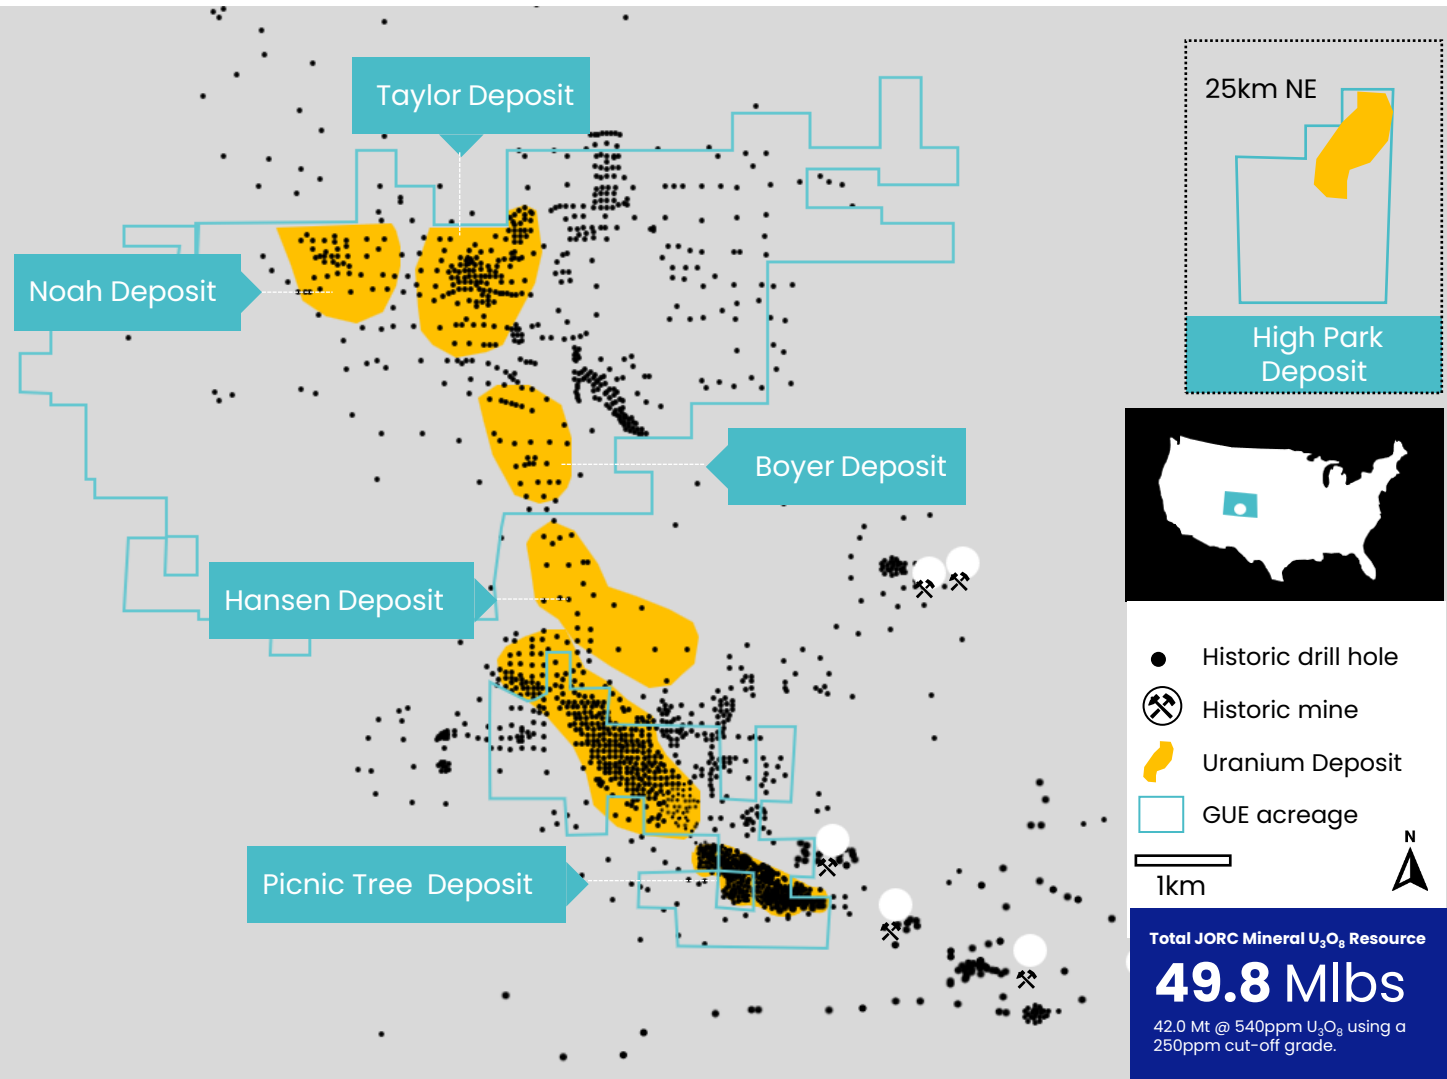 Taylor Deposit
25km NE
Noah Deposit
High Park
Deposit
Boyer Deposit
Hansen Deposit
Historic drill hole
Historic mine
Uranium Deposit
GUE acreage
N
1km
Picnic Tree  Deposit
Total JORC Mineral U₃O₈ Resource
49.8 Mlbs
42.0 Mt @ 540ppm U₃O₈ using a
250ppm cut-off grade.